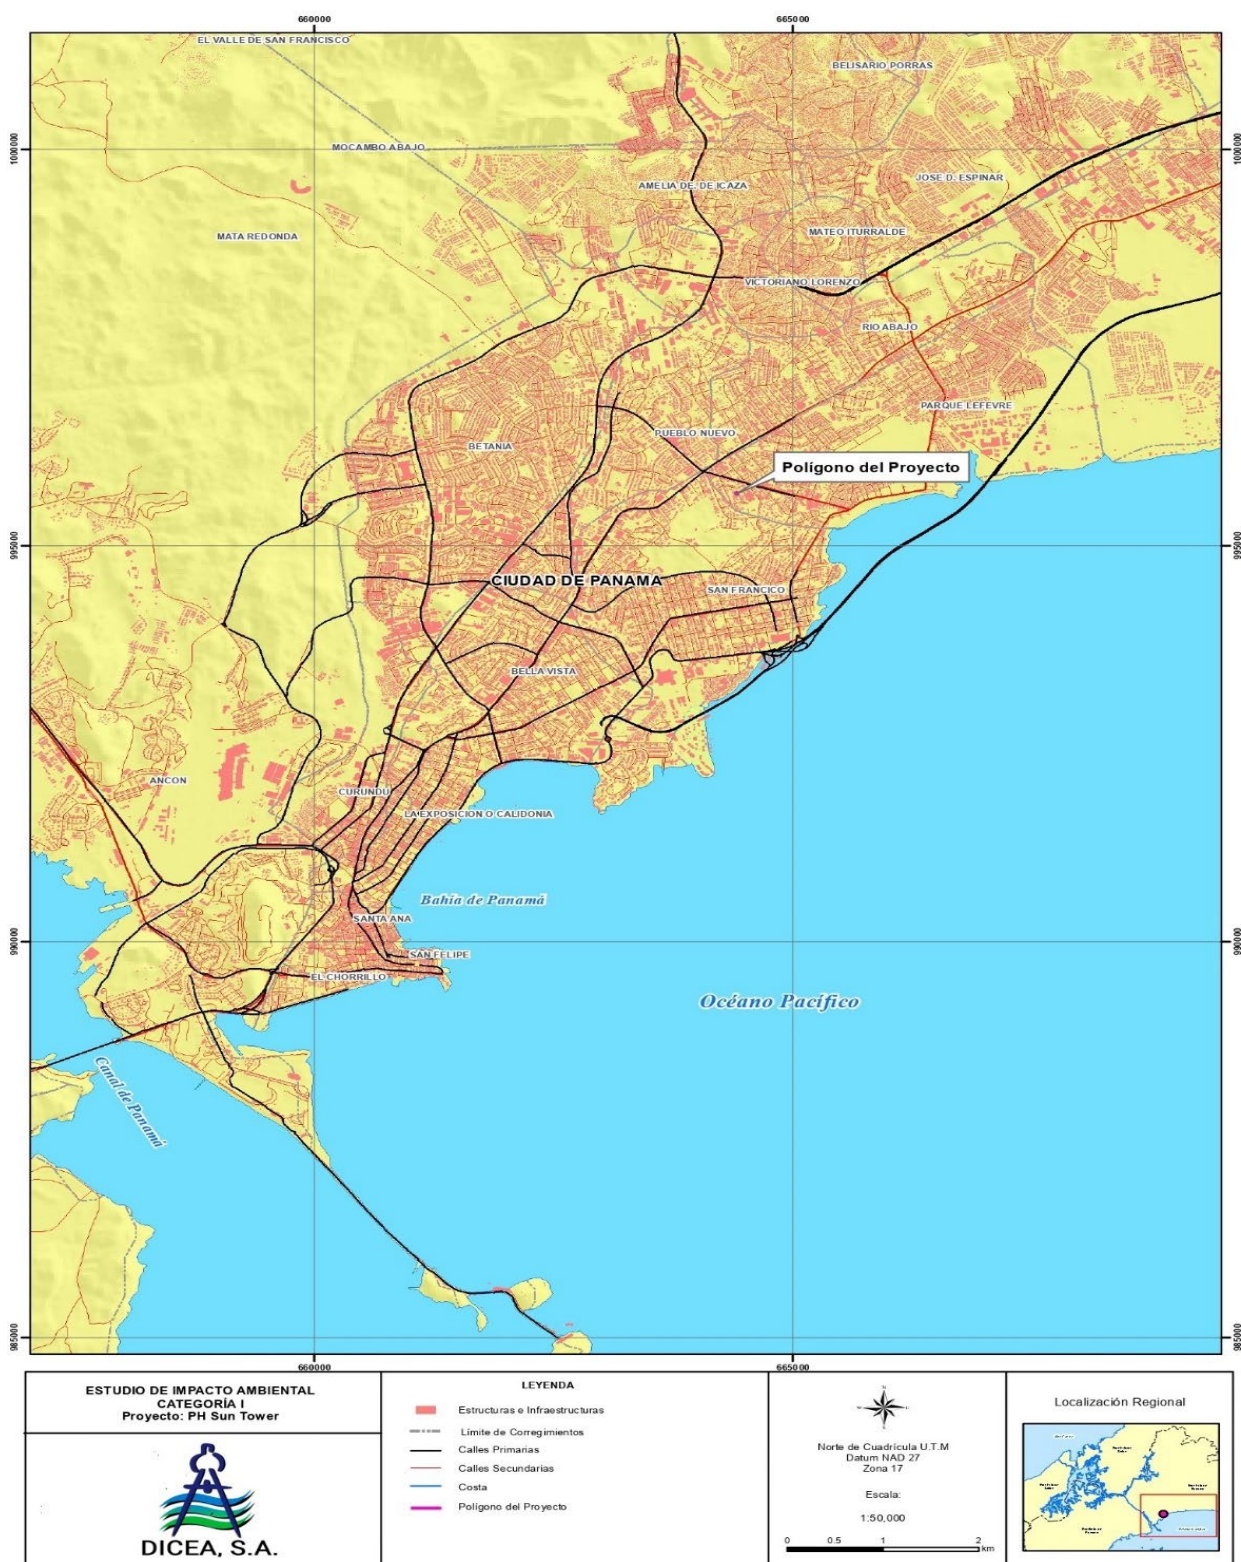 660000
665000
EL VALLE DE SAN FRANCISCO
BELISARIO PORRAS
1000000
MOCAMBO ABAJO
1000000
AMELIA DE. DE ICAZA
JOSE D. ESPINAR
MATA REDONDA
MATEO ITURRALDE
VICTORIANO LORENZO
RIO ABAJO
PARQUE LEFEVRE
BETANIA
PUEBLO NUEVO
Polígono del Proyecto
995000
995000
CIUDAD DE PANAMA
SAN FRANCICO
BELLA VISTA
ANCON
CURUNDU
LA EXPOSICION O CALIDONIA
Bahía de Panamá
SANTA ANA
990000
990000
SAN FELIPE
EL CHORRILLO
Océano Pacífico
Canal de Panamá
985000
985000
660000
665000
ESTUDIO DE IMPACTO AMBIENTAL
CATEGORÍA I
Proyecto: PH Sun Tower
DICEA, S.A.
LEYENDA
Estructuras e Infraestructuras
Límite de Corregimientos
Calles Primarias
Calles Secundarias
Costa
Polígono del Proyecto
N
Norte de Cuadrícula U.T.M
Datum NAD 27
Zona 17
Escala:
1:50,000
0 0.5 1 2
km
Localización Regional